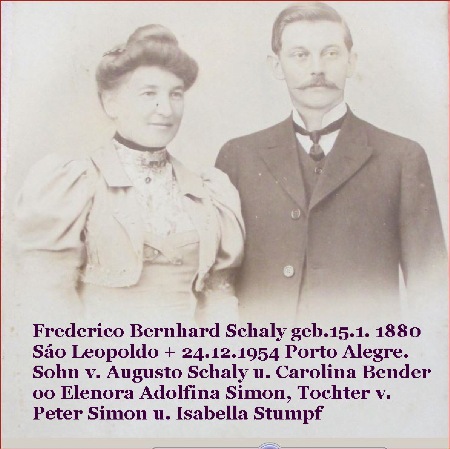 Frederico Bernhard Schaly geb.15.1. 1880
Sáo Leopoldo + 24.12.1954 Porto Alegre.
Sohn v. Augusto Schaly u. Carolina Bender
oo Elenora Adolfina Simon, Tochter v.
Peter Simon u. Isabella Stumpf